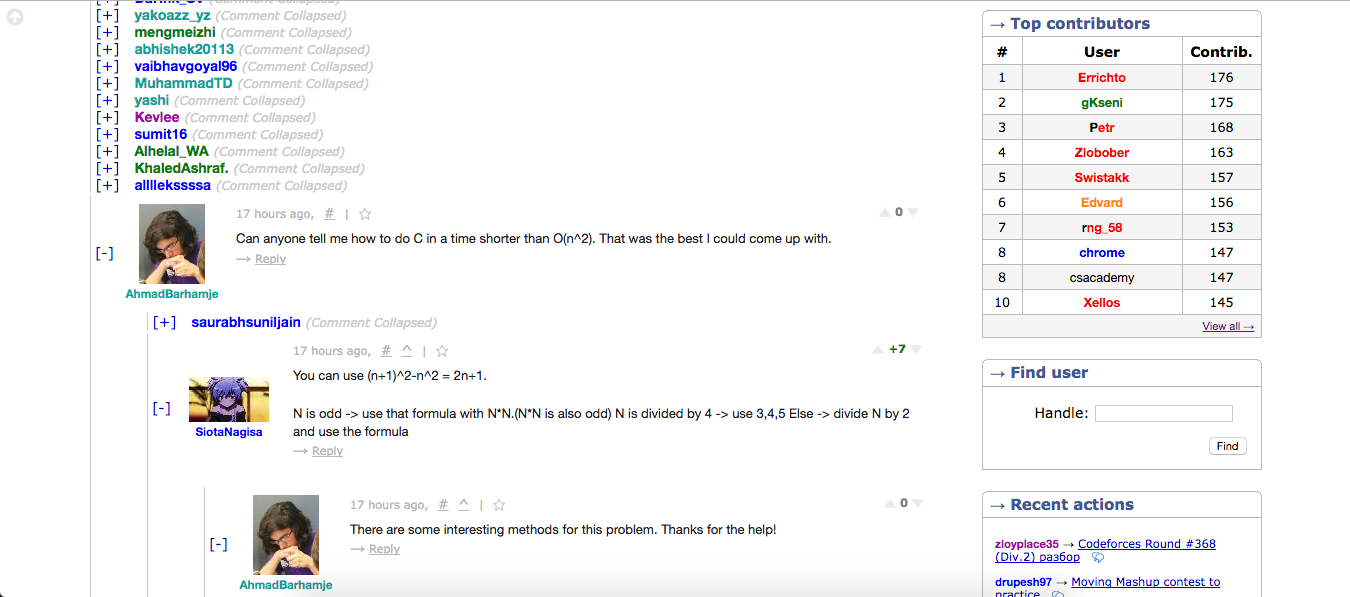 [+] yakoazz_yz (Comment Collapsed)
[+] mengmeizhi (Comment Collapsed)
[+] abhishek20113 (Comment Collapsed)
[+] vaibhavgoyal96 (Comment Collapsed)
[+] MuhammadTD (Comment Collapsed)
[+] yashi (Comment Collapsed)
[+] Kevlee (Comment Collapsed)
[+] sumit16 (Comment Collapsed)
[+] Alhelal_WA (Comment Collapsed)
[+] KhaledAshraf. (Comment Collapsed)
[+] alllekssssa (Comment Collapsed)
17 hours ago, # | ☆ 0
Can anyone tell me how to do C in a time shorter than O(n^2). That was the best I could come up with.
[-]
→ Reply
AhmadBarhamje
[+] saurabhsuniljain (Comment Collapsed)
17 hours ago, # ^ | ☆ +7
You can use (n+1)^2-n^2 = 2n+1.
[-]
N is odd -> use that formula with N*N.(N*N is also odd) N is divided by 4 -> use 3,4,5 Else -> divide N by 2
and use the formula
SiotaNagisa
→ Reply
17 hours ago, # ^ | ☆ 0
There are some interesting methods for this problem. Thanks for the help!
[-]
→ Reply
AhmadBarhamje
→ Top contributors
# User Contrib.
1 Errichto 176
2 gKseni 175
3 Petr 168
4 Zlobober 163
5 Swistakk 157
6 Edvard 156
7 rng_58 153
8 chrome 147
8 csacademy 147
10 Xellos 145
View all →
→ Find user
Handle:
Find
→ Recent actions
zloyplace35 → Codeforces Round #368
(Div.2) разбор
drupesh97 → Moving Mashup contest to
practice